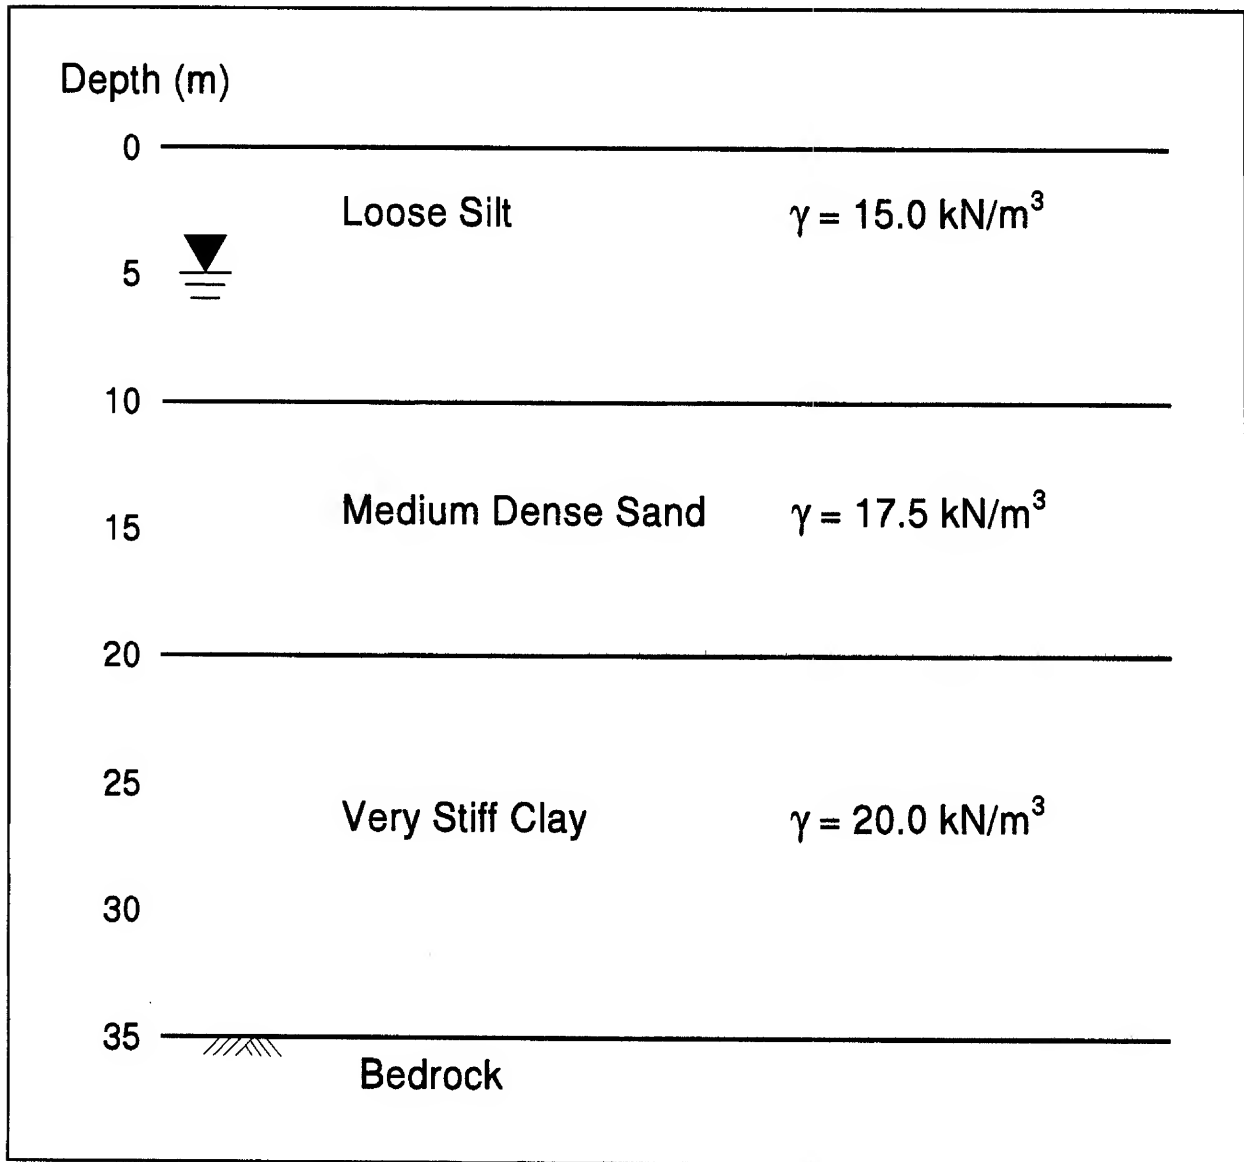 Depth (m)
0
Loose Silt γ = 15.0 kN/m³
5
10
Medium Dense Sand γ = 17.5 kN/m³
15
20
25
Very Stiff Clay γ = 20.0 kN/m³
30
35
Bedrock